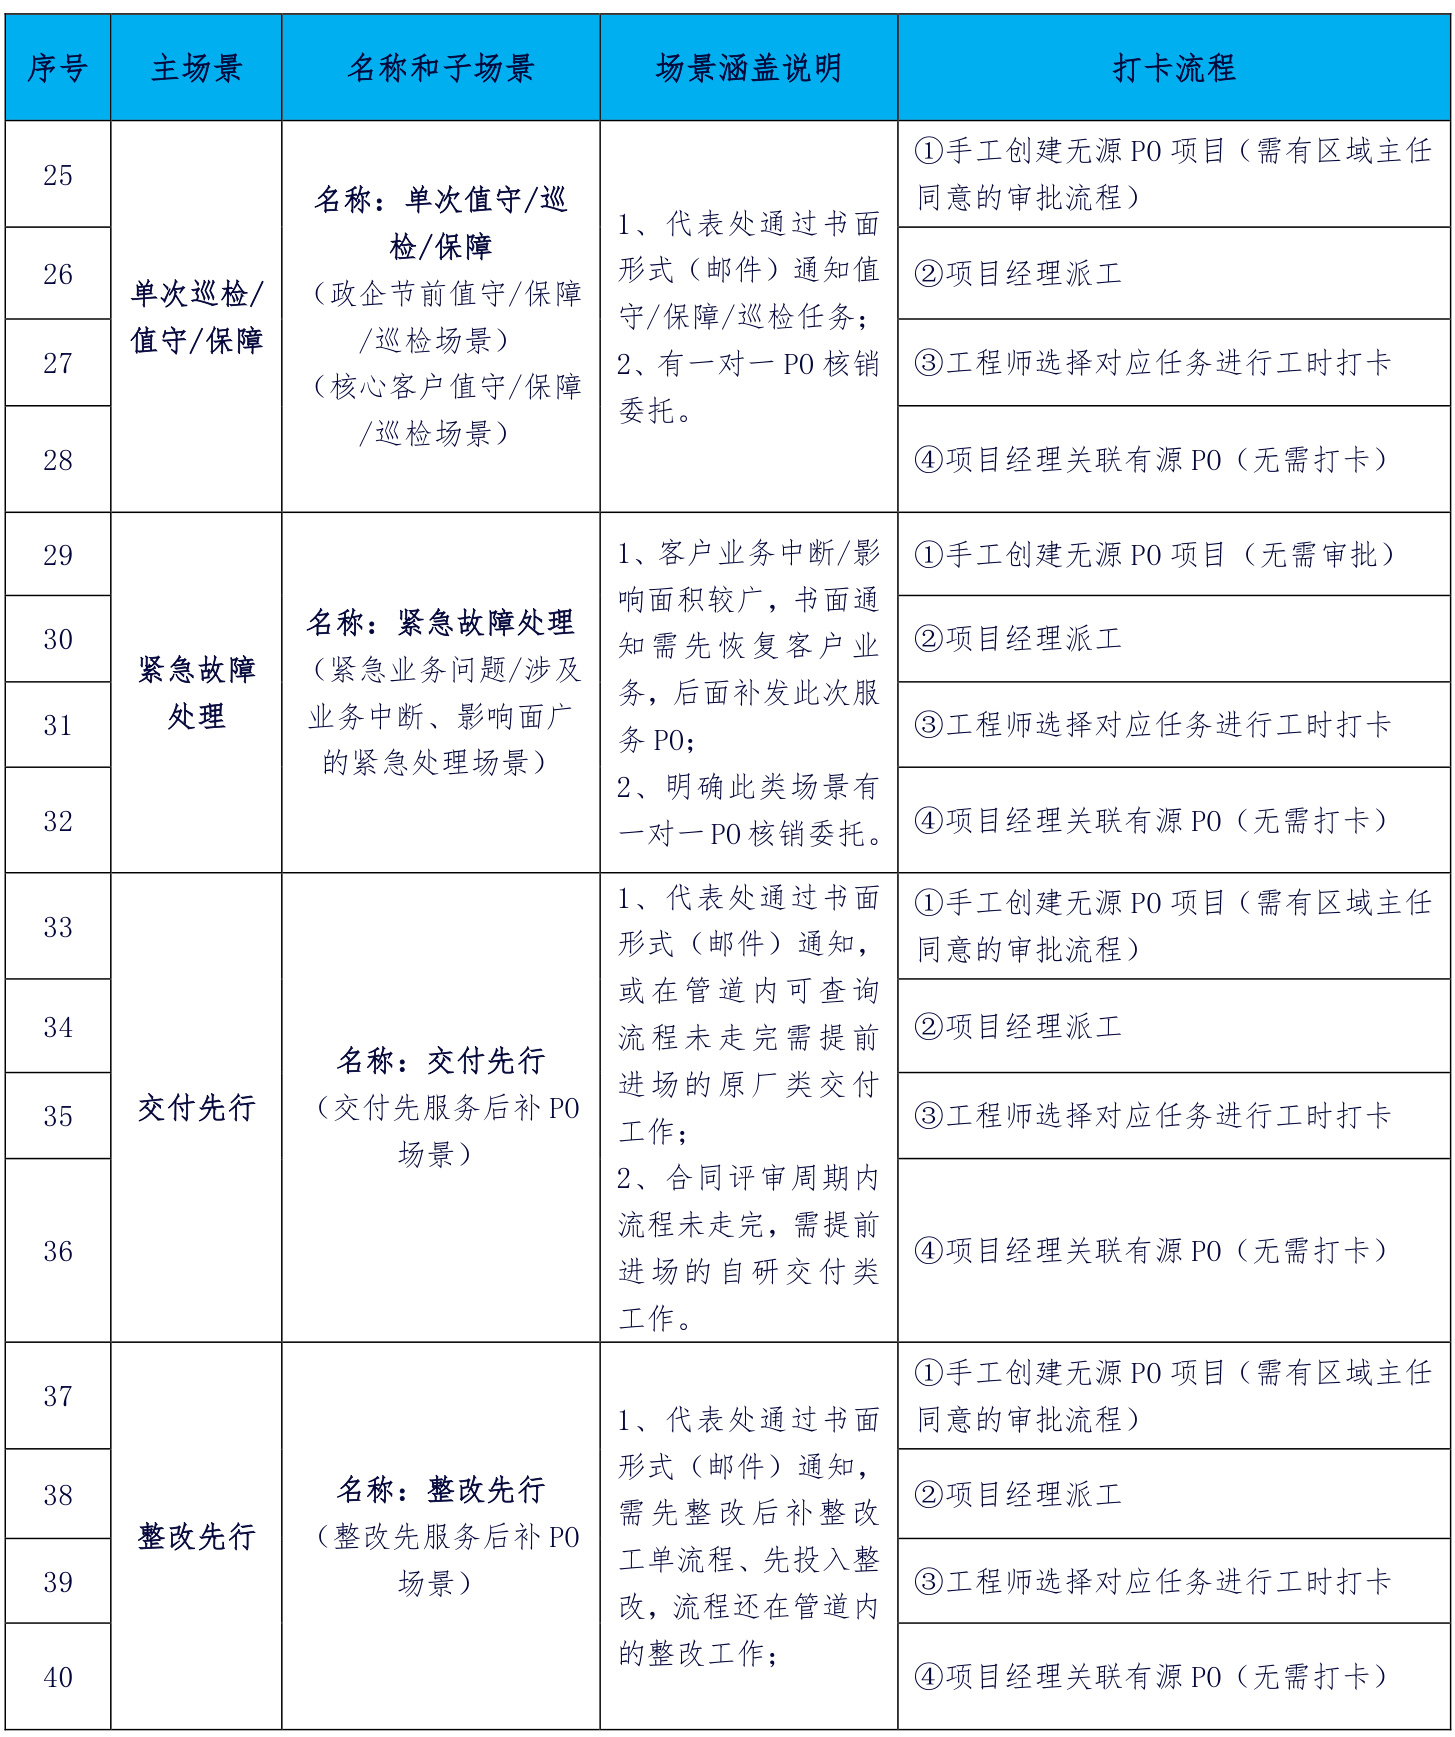 序号 主场景 名称和子场景 场景涵盖说明 打卡流程
25
26
27
28
单次巡检/
值守/保障
名称：单次值守/巡
检/保障
（政企节前值守/保障
/巡检场景）
（核心客户值守/保障
/巡检场景）
1、代表处通过书面
形式（邮件）通知值
守/保障/巡检任务；
2、有一对一 PO 核销
委托。
①手工创建无源 PO 项目（需有区域主任
同意的审批流程）
②项目经理派工
③工程师选择对应任务进行工时打卡
④项目经理关联有源 PO（无需打卡）
29
30
31
32
紧急故障
处理
名称：紧急故障处理
（紧急业务问题/涉及
业务中断、影响面广
的紧急处理场景）
1、客户业务中断/影
响面积较广，书面通
知需先恢复客户业
务，后面补发此次服
务 PO；
2、明确此类场景有
一对一 PO 核销委托。
①手工创建无源 PO 项目（无需审批）
②项目经理派工
③工程师选择对应任务进行工时打卡
④项目经理关联有源 PO（无需打卡）
33
34
35
36
交付先行
名称：交付先行
（交付先服务后补 PO
场景）
1、代表处通过书面
形式（邮件）通知，
或在管道内可查询
流程未走完需提前
进场的原厂类交付
工作；
2、合同评审周期内
流程未走完，需提前
进场的自研交付类
工作。
①手工创建无源 PO 项目（需有区域主任
同意的审批流程）
②项目经理派工
③工程师选择对应任务进行工时打卡
④项目经理关联有源 PO（无需打卡）
37
38
39
40
整改先行
名称：整改先行
（整改先服务后补 PO
场景）
1、代表处通过书面
形式（邮件）通知，
需先整改后补整改
工单流程、先投入整
改，流程还在管道内
的整改工作；
①手工创建无源 PO 项目（需有区域主任
同意的审批流程）
②项目经理派工
③工程师选择对应任务进行工时打卡
④项目经理关联有源 PO（无需打卡）